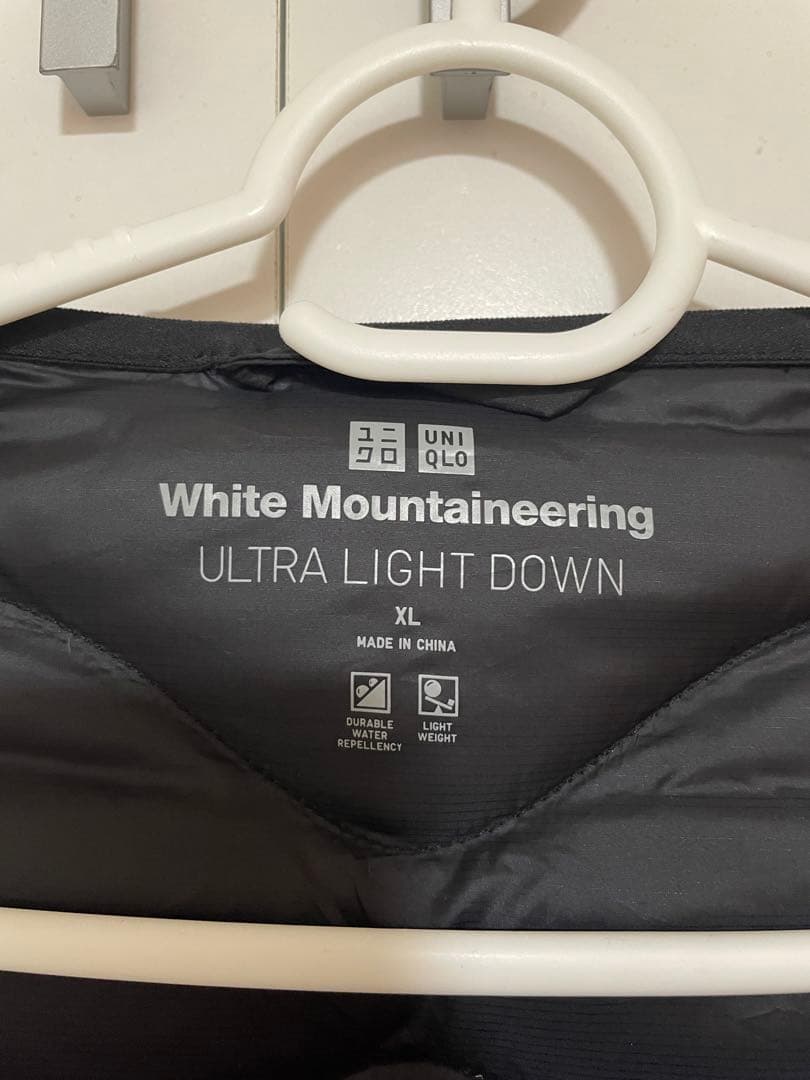 ユニ
クロ
UNI
QLO
White Mountaineering
ULTRA LIGHT DOWN
XL
MADE IN CHINA
DURABLE
WATER
REPELLENCY
LIGHT
WEIGHT